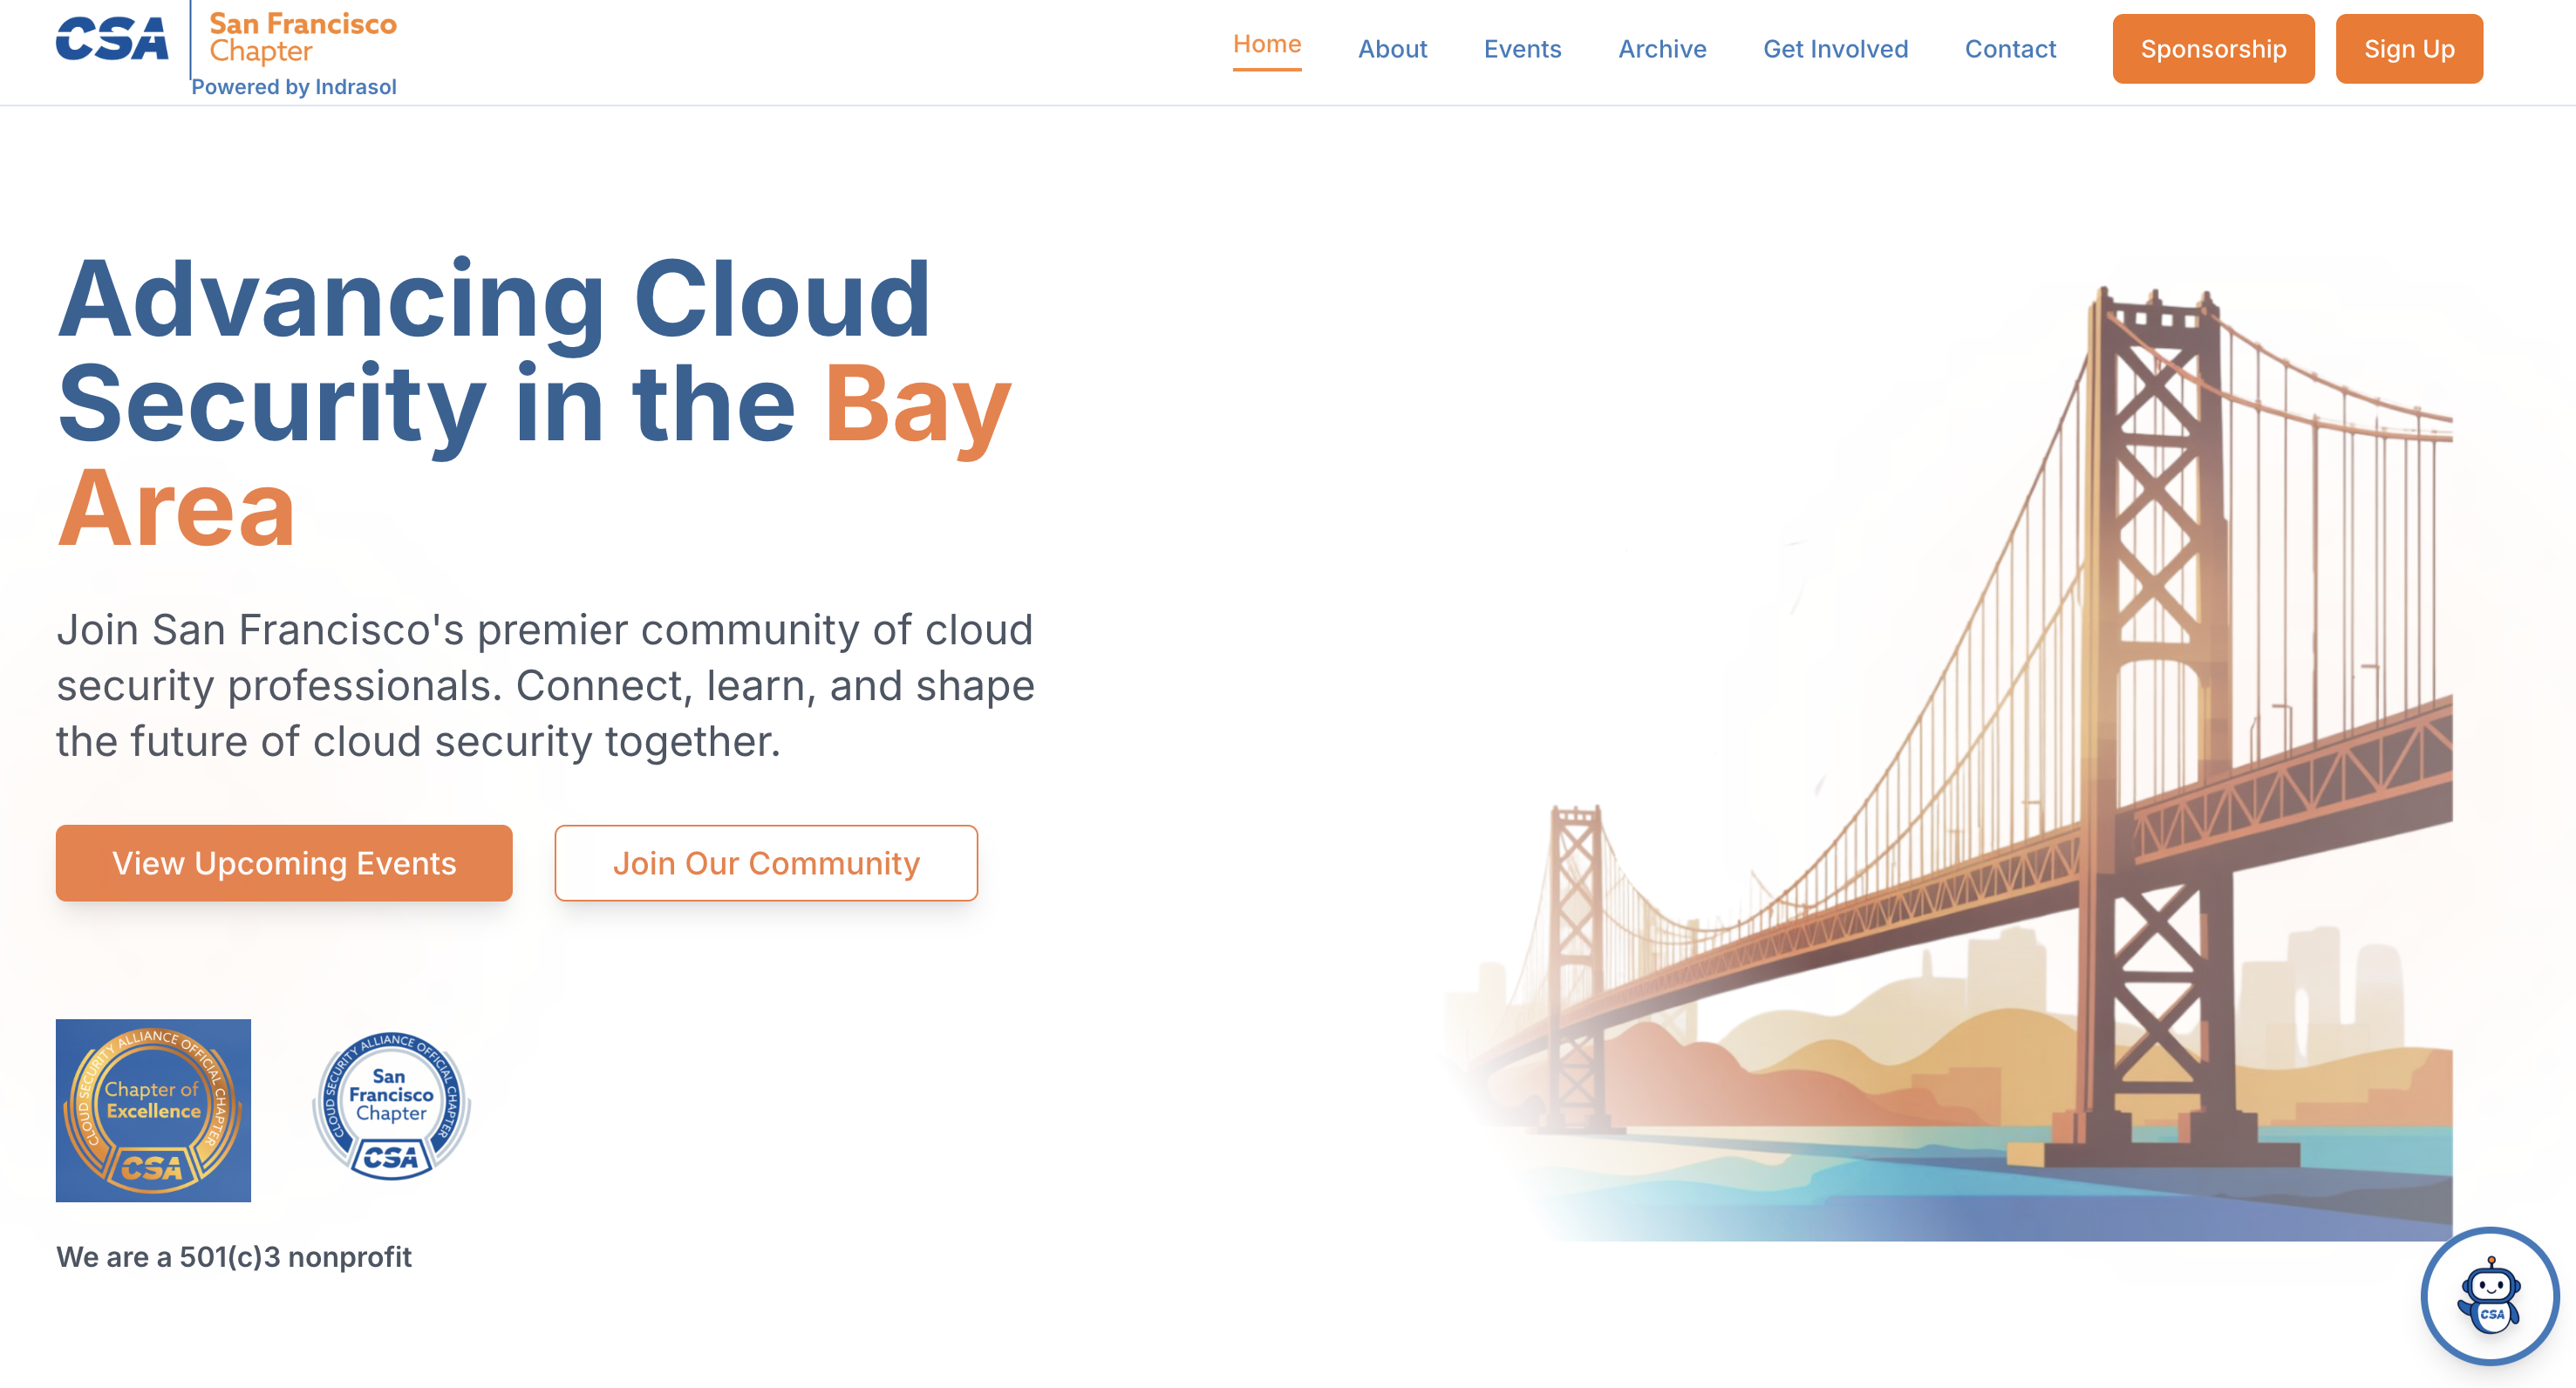 CSA
San Francisco
Chapter
Powered by Indrasol
Home
About
Events
Archive
Get Involved
Contact
Sponsorship
Sign Up
Advancing Cloud
Security in the Bay
Area
Join San Francisco's premier community of cloud
security professionals. Connect, learn, and shape
the future of cloud security together.
View Upcoming Events
Join Our Community
CLOUD SECURITY ALLIANCE OFFICIAL CHAPTER
Chapter of
Excellence
CSA
CLOUD SECURITY ALLIANCE OFFICIAL CHAPTER
San
Francisco
Chapter
CSA
We are a 501(c)3 nonprofit
CSA